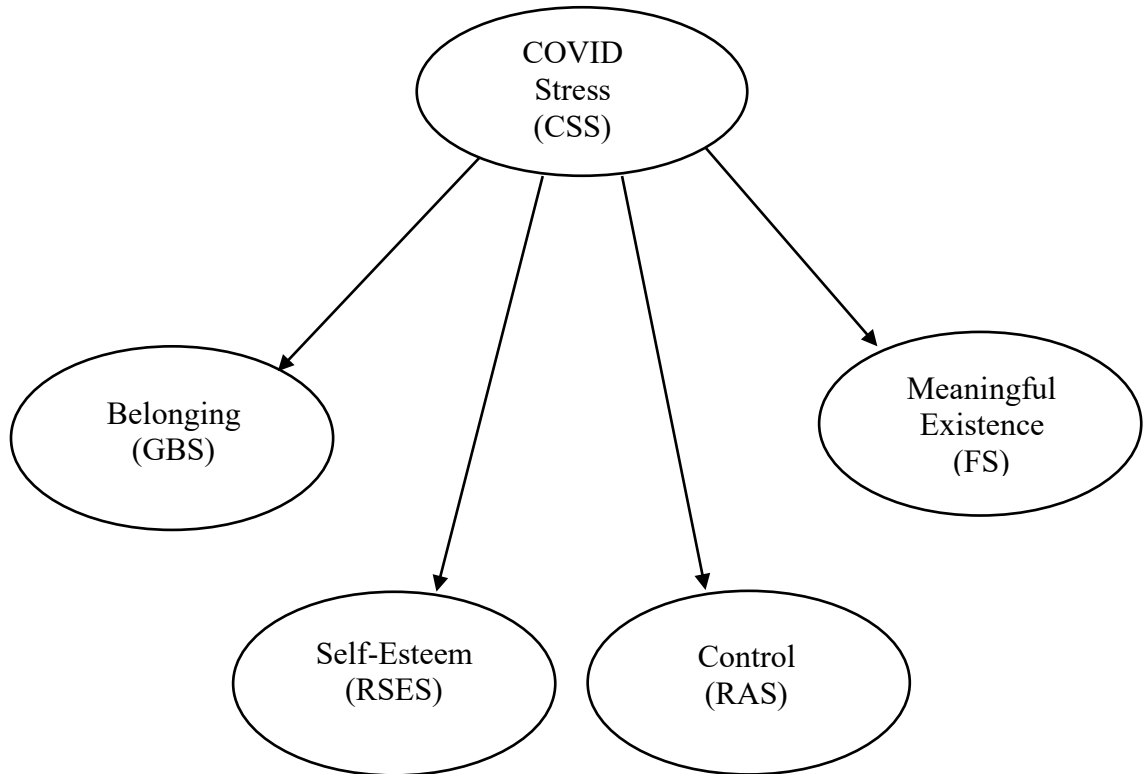 COVID
Stress
(CSS)
Belonging
(GBS)
Meaningful
Existence
(FS)
Self-Esteem
(RSES)
Control
(RAS)